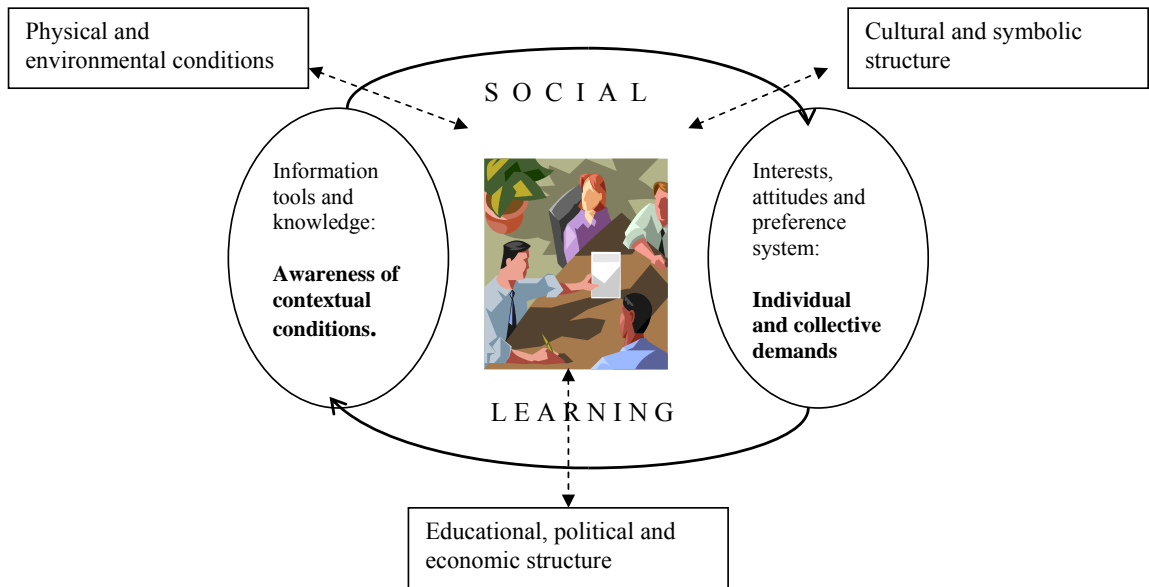 Physical and
environmental conditions
Cultural and symbolic
structure
S O C I A L
Information
tools and
knowledge:
Awareness of
contextual
conditions.
Interests,
attitudes and
preference
system:
Individual
and collective
demands
L E A R N I N G
Educational, political and
economic structure